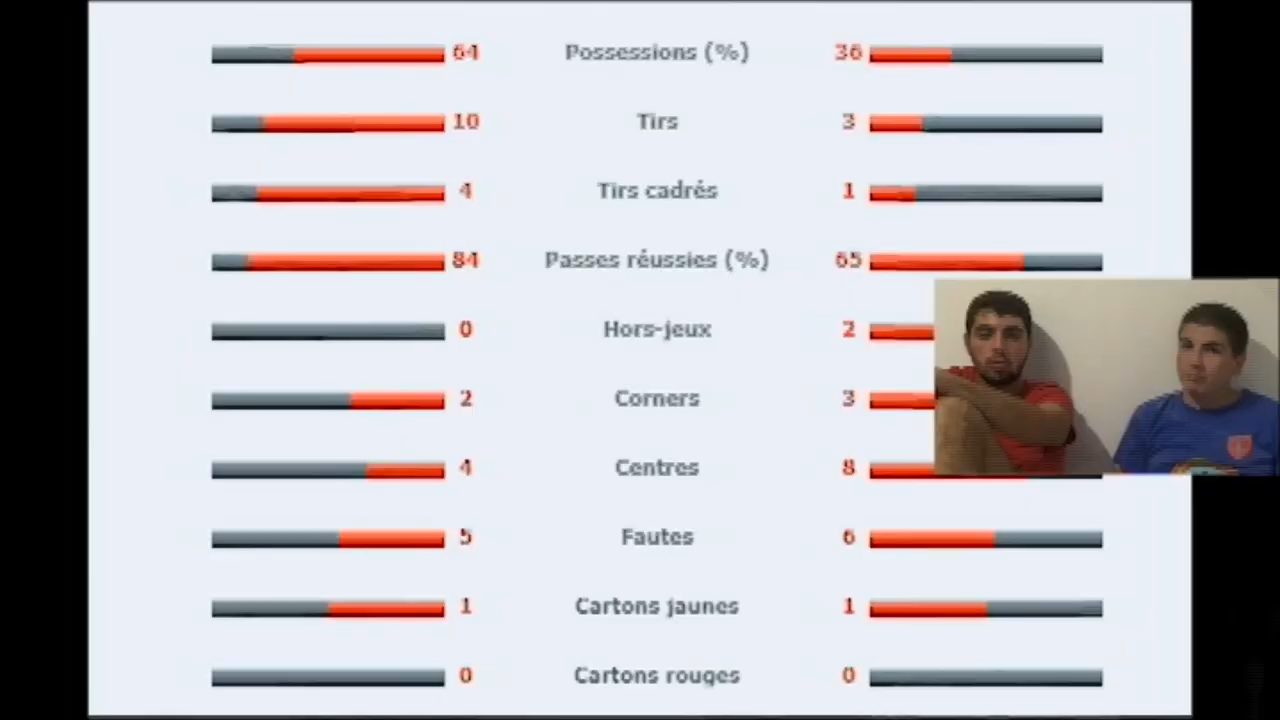 64 Possessions (%) 36
10 Tirs 3
4 Tirs cadrés 1
84 Passes réussies (%) 65
0 Hors-jeux 2
2 Corners 3
4 Centres 8
5 Fautes 6
1 Cartons jaunes 1
0 Cartons rouges 0